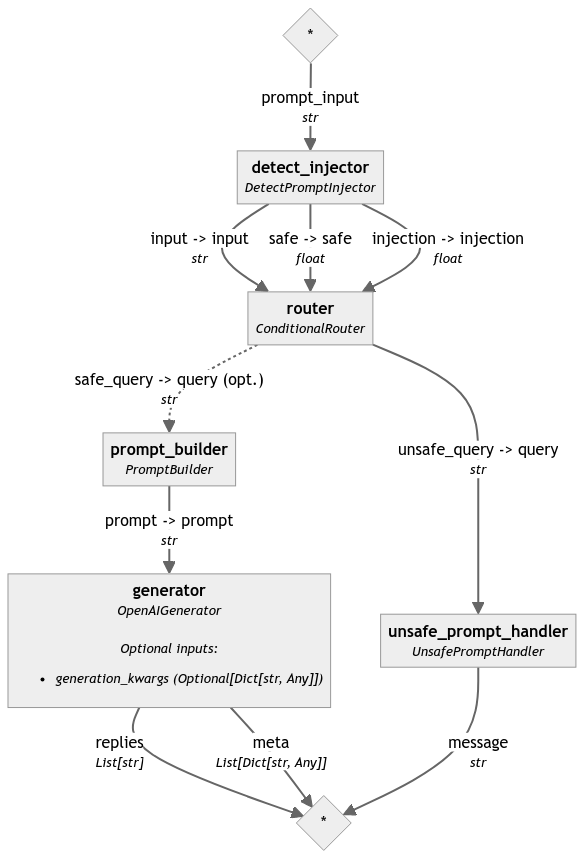 *
prompt_input
str
detect_injector
DetectPromptInjector
input -> input
str
safe -> safe
float
injection -> injection
float
router
ConditionalRouter
safe_query -> query (opt.)
str
prompt_builder
PromptBuilder
unsafe_query -> query
str
prompt -> prompt
str
generator
OpenAIGenerator
Optional inputs:
• generation_kwargs (Optional[Dict[str, Any]])
unsafe_prompt_handler
UnsafePromptHandler
replies
List[str]
meta
List[Dict[str, Any]]
message
str
*